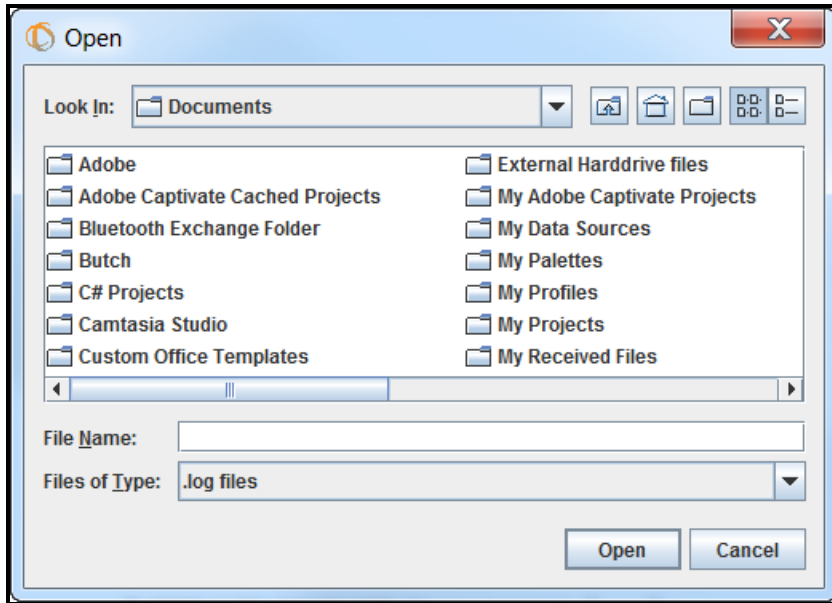 Open
Look In: Documents
Adobe
Adobe Captivate Cached Projects
Bluetooth Exchange Folder
Butch
C# Projects
Camtasia Studio
Custom Office Templates
External Harddrive files
My Adobe Captivate Projects
My Data Sources
My Palettes
My Profiles
My Projects
My Received Files
File Name:
Files of Type: .log files
Open Cancel